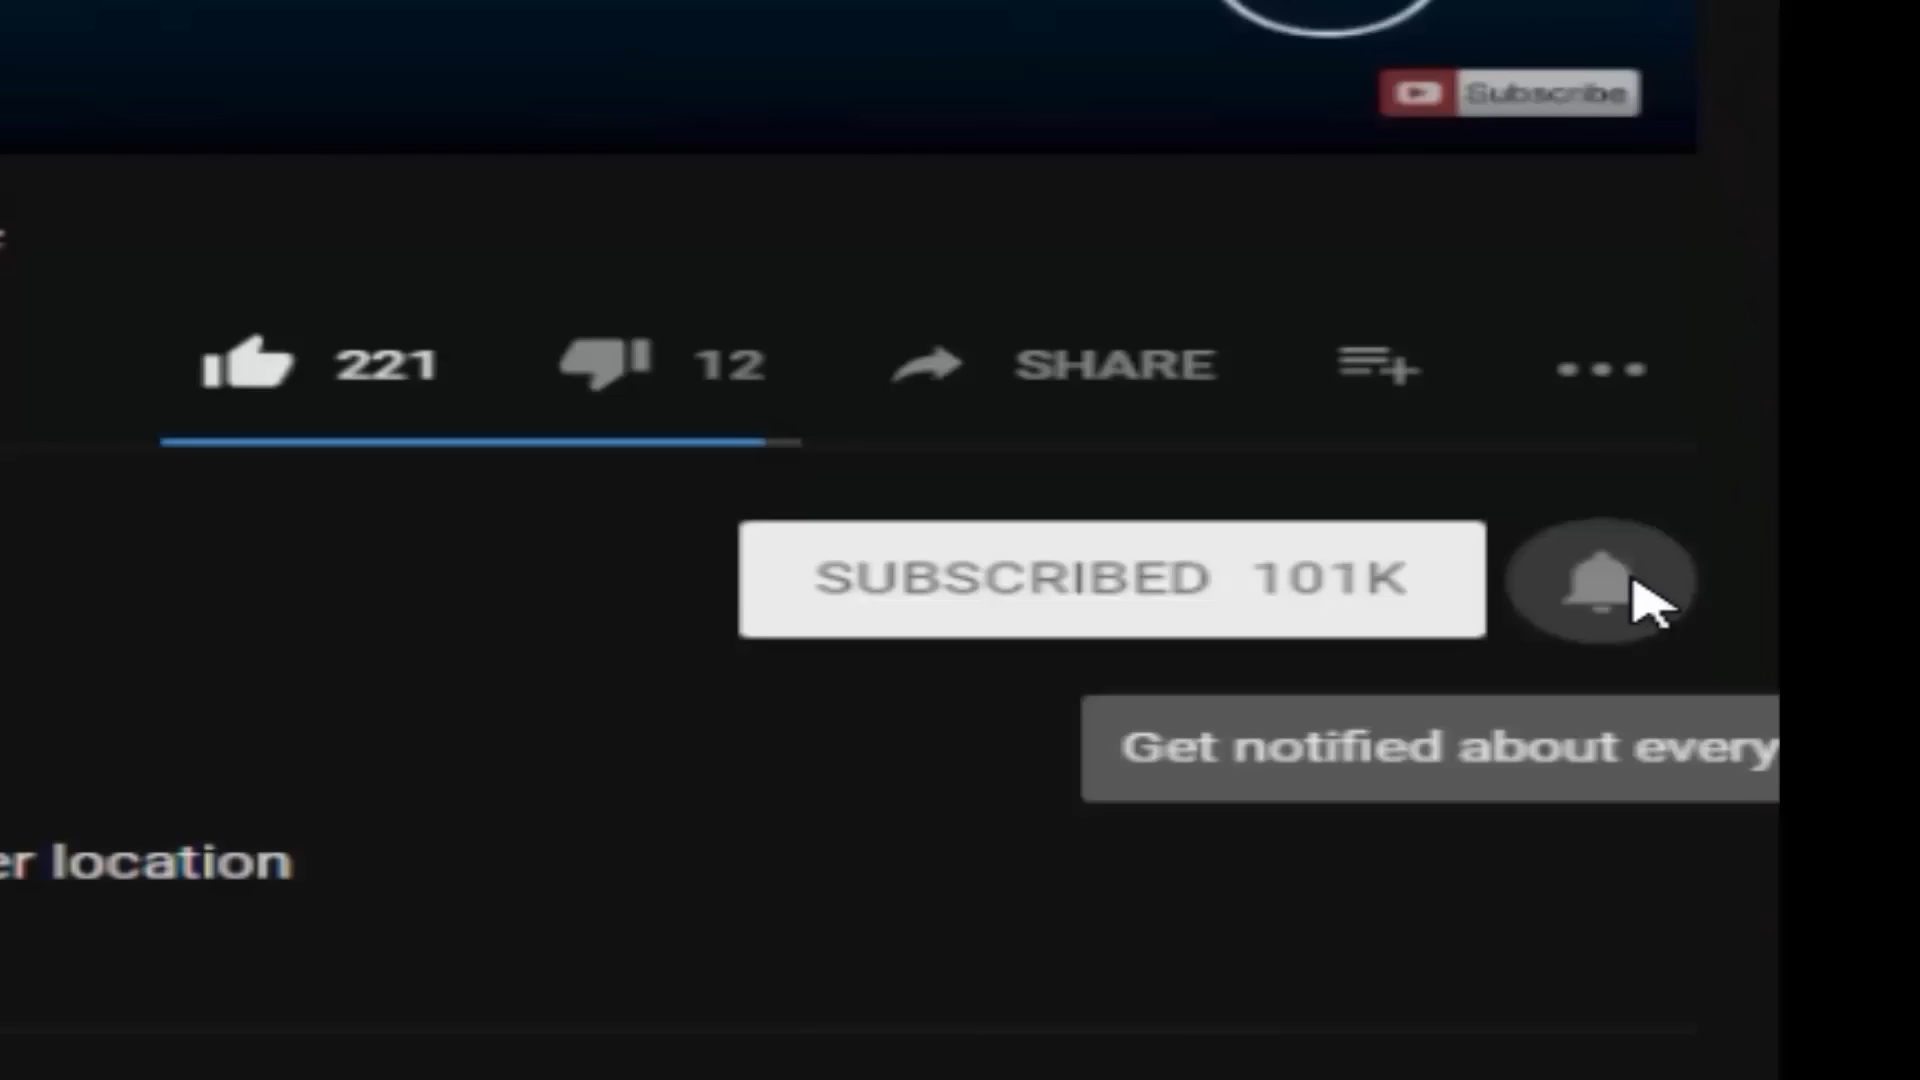 Subscribe
221 12 SHARE
SUBSCRIBED 101K
Get notified about every
er location